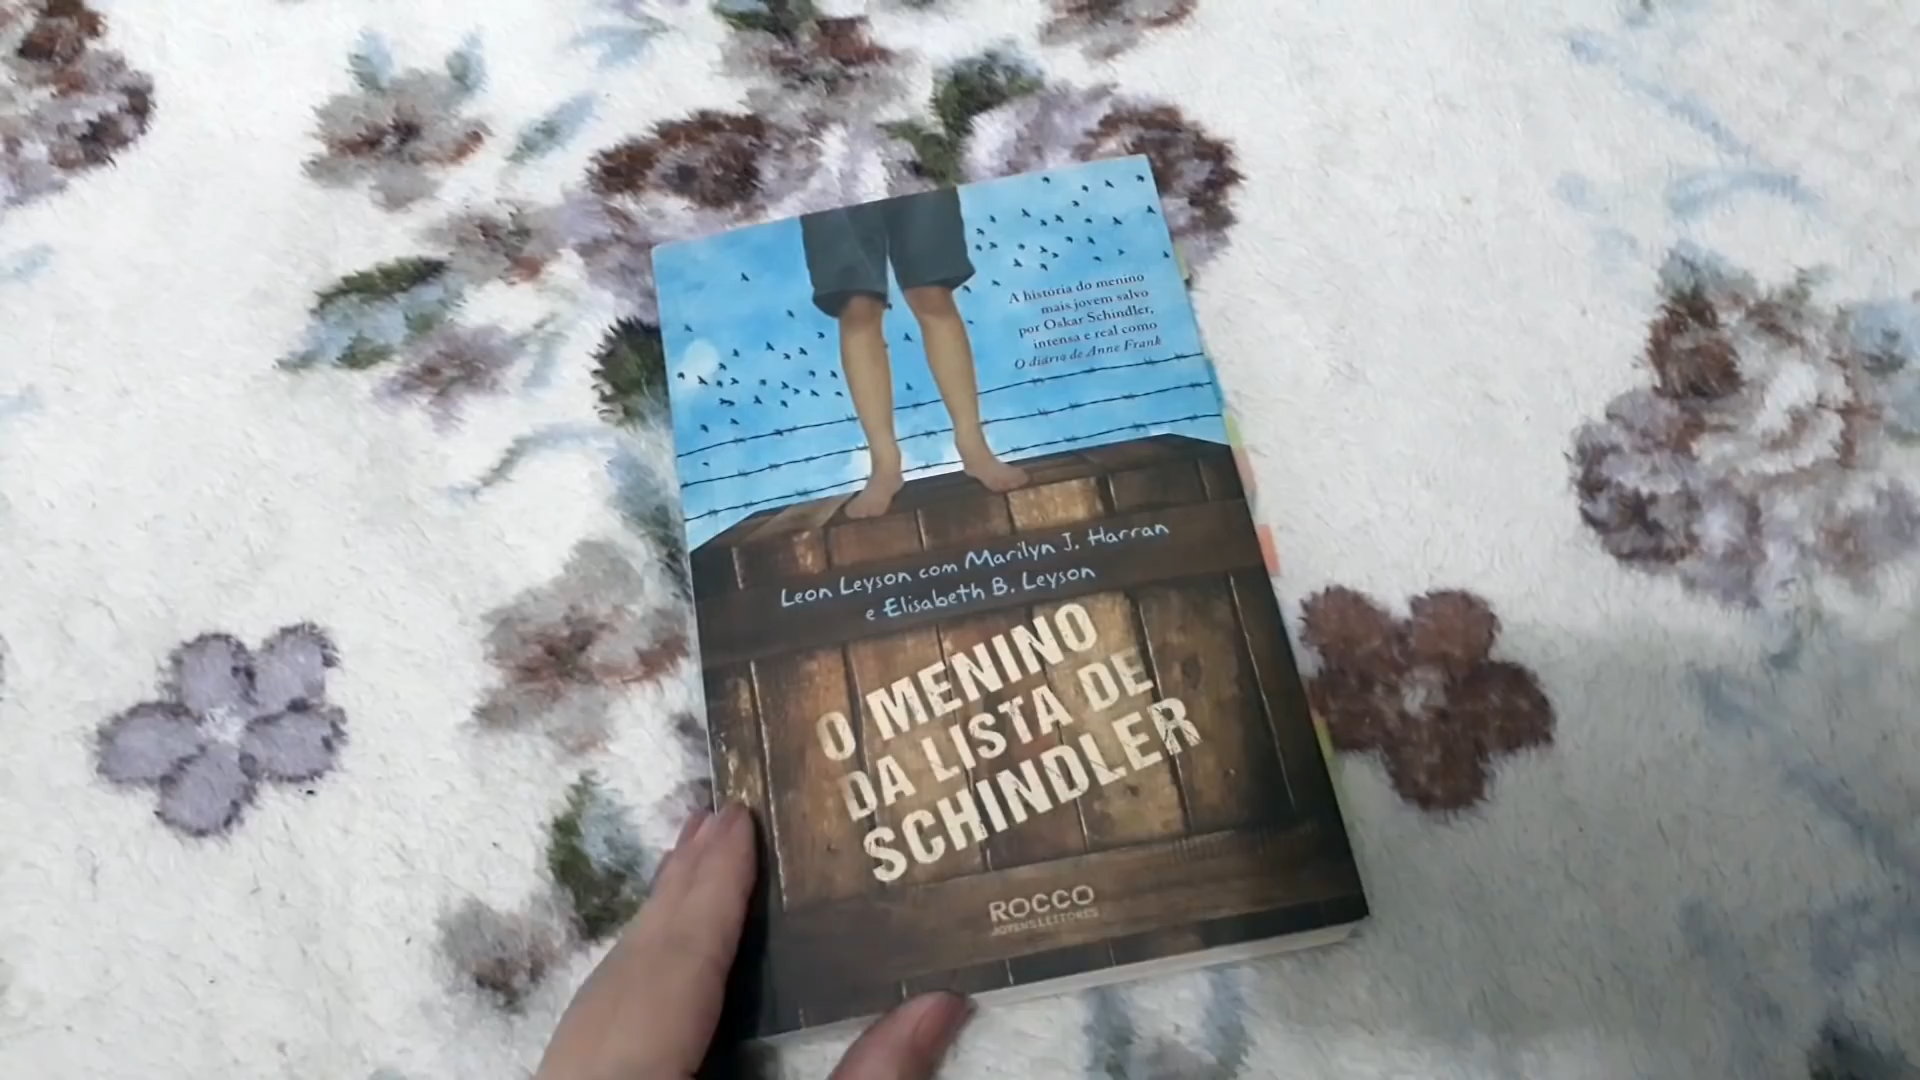 A história do menino
mais jovem salvo
por Oskar Schindler,
intensa e real como
O diário de Anne Frank
Leon Leyson com Marilyn J. Harran
e Elisabeth B. Leyson
O MENINO
DA LISTA DE
SCHINDLER
ROCCO
JOVENS LEITORES